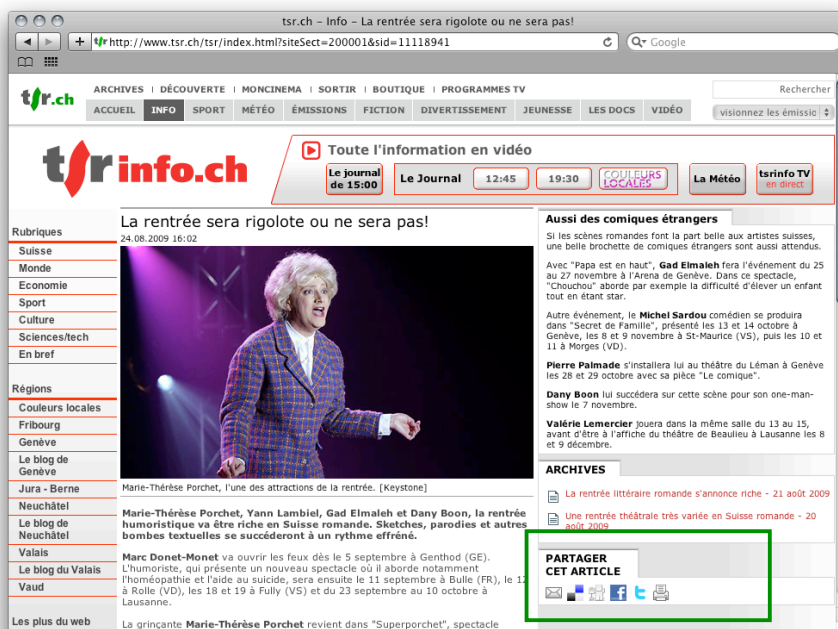 tsr.ch – Info – La rentrée sera rigolote ou ne sera pas!
http://www.tsr.ch/tsr/index.html?siteSect=200001&sid=11118941
Google
tsr.ch
ARCHIVES | DÉCOUVERTE | MONCINEMA | SORTIR | BOUTIQUE | PROGRAMMES TV
Rechercher
ACCUEIL INFO SPORT MÉTÉO ÉMISSIONS FICTION DIVERTISSEMENT JEUNESSE LES DOCS VIDÉO
visionnez les émissic
tsrinfo.ch
Toute l'information en vidéo
Le journal
de 15:00
Le Journal 12:45 19:30 COULEURS
LOCALES
La Météo
tsrinfo TV
en direct
Rubriques
Suisse
Monde
Economie
Sport
Culture
Sciences/tech
En bref
Régions
Couleurs locales
Fribourg
Genève
Le blog de
Genève
Jura - Berne
Neuchâtel
Le blog de
Neuchâtel
Valais
Le blog du Valais
Vaud
Les plus du web
La rentrée sera rigolote ou ne sera pas!
24.08.2009 16:02
Marie-Thérèse Porchet, l'une des attractions de la rentrée. [Keystone]
Marie-Thérèse Porchet, Yann Lambiel, Gad Elmaleh et Dany Boon, la rentrée
humoristique va être riche en Suisse romande. Sketches, parodies et autres
bombes textuelles se succéderont à un rythme effréné.
Marc Donet-Monet va ouvrir les feux dès le 5 septembre à Genthod (GE).
L'humoriste, qui présente un nouveau spectacle où il aborde notamment
l'homéopathie et l'aide au suicide, sera ensuite le 11 septembre à Bulle (FR), le 12
à Rolle (VD), les 18 et 19 à Fully (VS) et du 23 septembre au 10 octobre à
Lausanne.
La grinçante Marie-Thérèse Porchet revient dans "Superporchet", spectacle
Aussi des comiques étrangers
Si les scènes romandes font la part belle aux artistes suisses,
une belle brochette de comiques étrangers sont aussi attendus.
Avec "Papa est en haut", Gad Elmaleh fera l'événement du 25
au 27 novembre à l'Arena de Genève. Dans ce spectacle,
"Chouchou" aborde par exemple la difficulté d'élever un enfant
tout en étant star.
Autre événement, le Michel Sardou comédien se produira
dans "Secret de Famille", présenté les 13 et 14 octobre à
Genève, les 8 et 9 novembre à St-Maurice (VS), puis les 10 et
11 à Morges (VD).
Pierre Palmade s'installera lui au théâtre du Léman à Genève
les 28 et 29 octobre avec sa pièce "Le comique".
Dany Boon lui succédera sur cette scène pour son one-man-
show le 7 novembre.
Valérie Lemercier jouera dans la même salle du 13 au 15,
avant d'être à l'affiche du théâtre de Beaulieu à Lausanne les 8
et 9 décembre.
ARCHIVES
La rentrée littéraire romande s'annonce riche - 21 août 2009
Une rentrée théâtrale très variée en Suisse romande - 20
août 2009
PARTAGER
CET ARTICLE